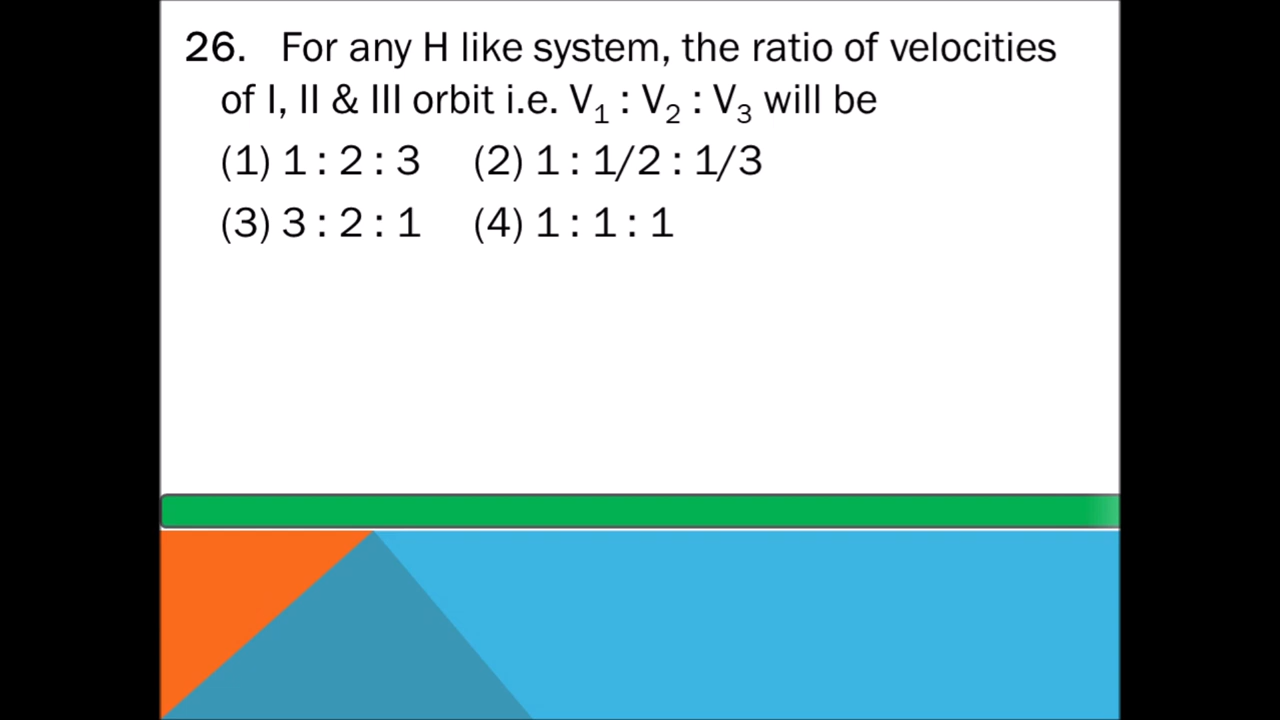 26. For any H like system, the ratio of velocities
of I, II & III orbit i.e. V₁ : V₂ : V₃ will be
(1) 1 : 2 : 3 (2) 1 : 1/2 : 1/3
(3) 3 : 2 : 1 (4) 1 : 1 : 1